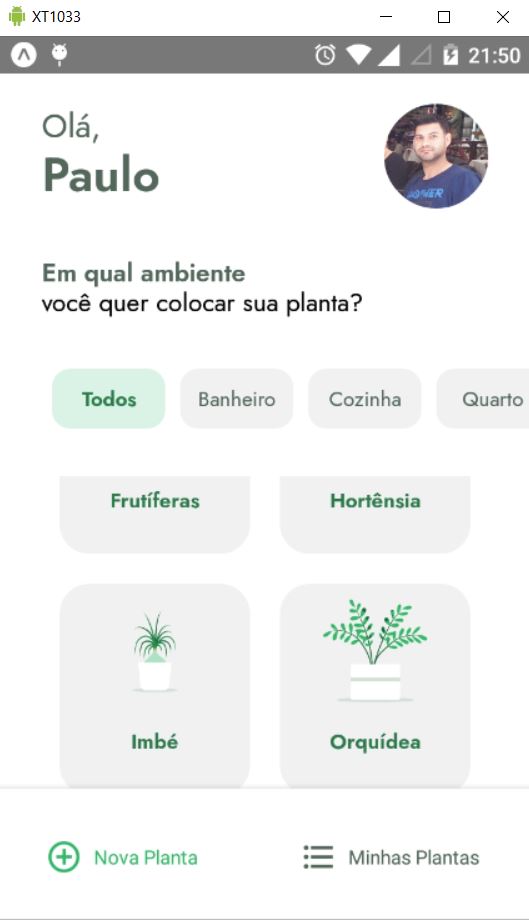 XT1033
21:50
Olá,
Paulo
Em qual ambiente
você quer colocar sua planta?
Todos
Banheiro
Cozinha
Quarto
Frutíferas
Hortênsia
Imbé
Orquídea
Nova Planta
Minhas Plantas